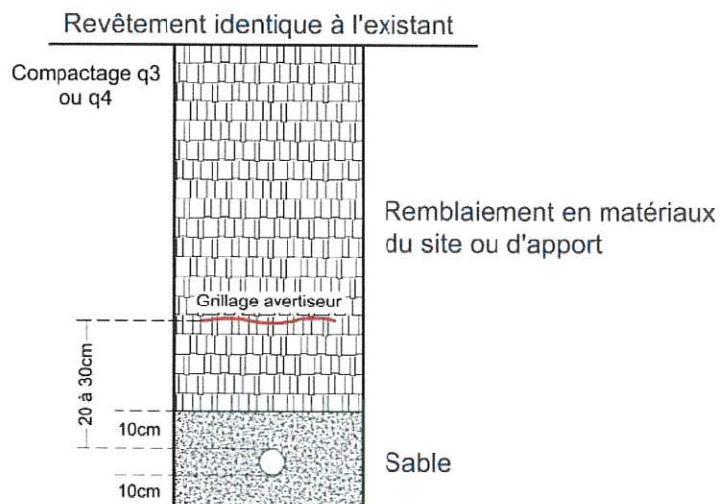 Revêtement identique à l'existant
Compactage q3
ou q4
Remblaiement en matériaux
du site ou d'apport
Grillage avertiseur
20 à 30cm
10cm
Sable
10cm